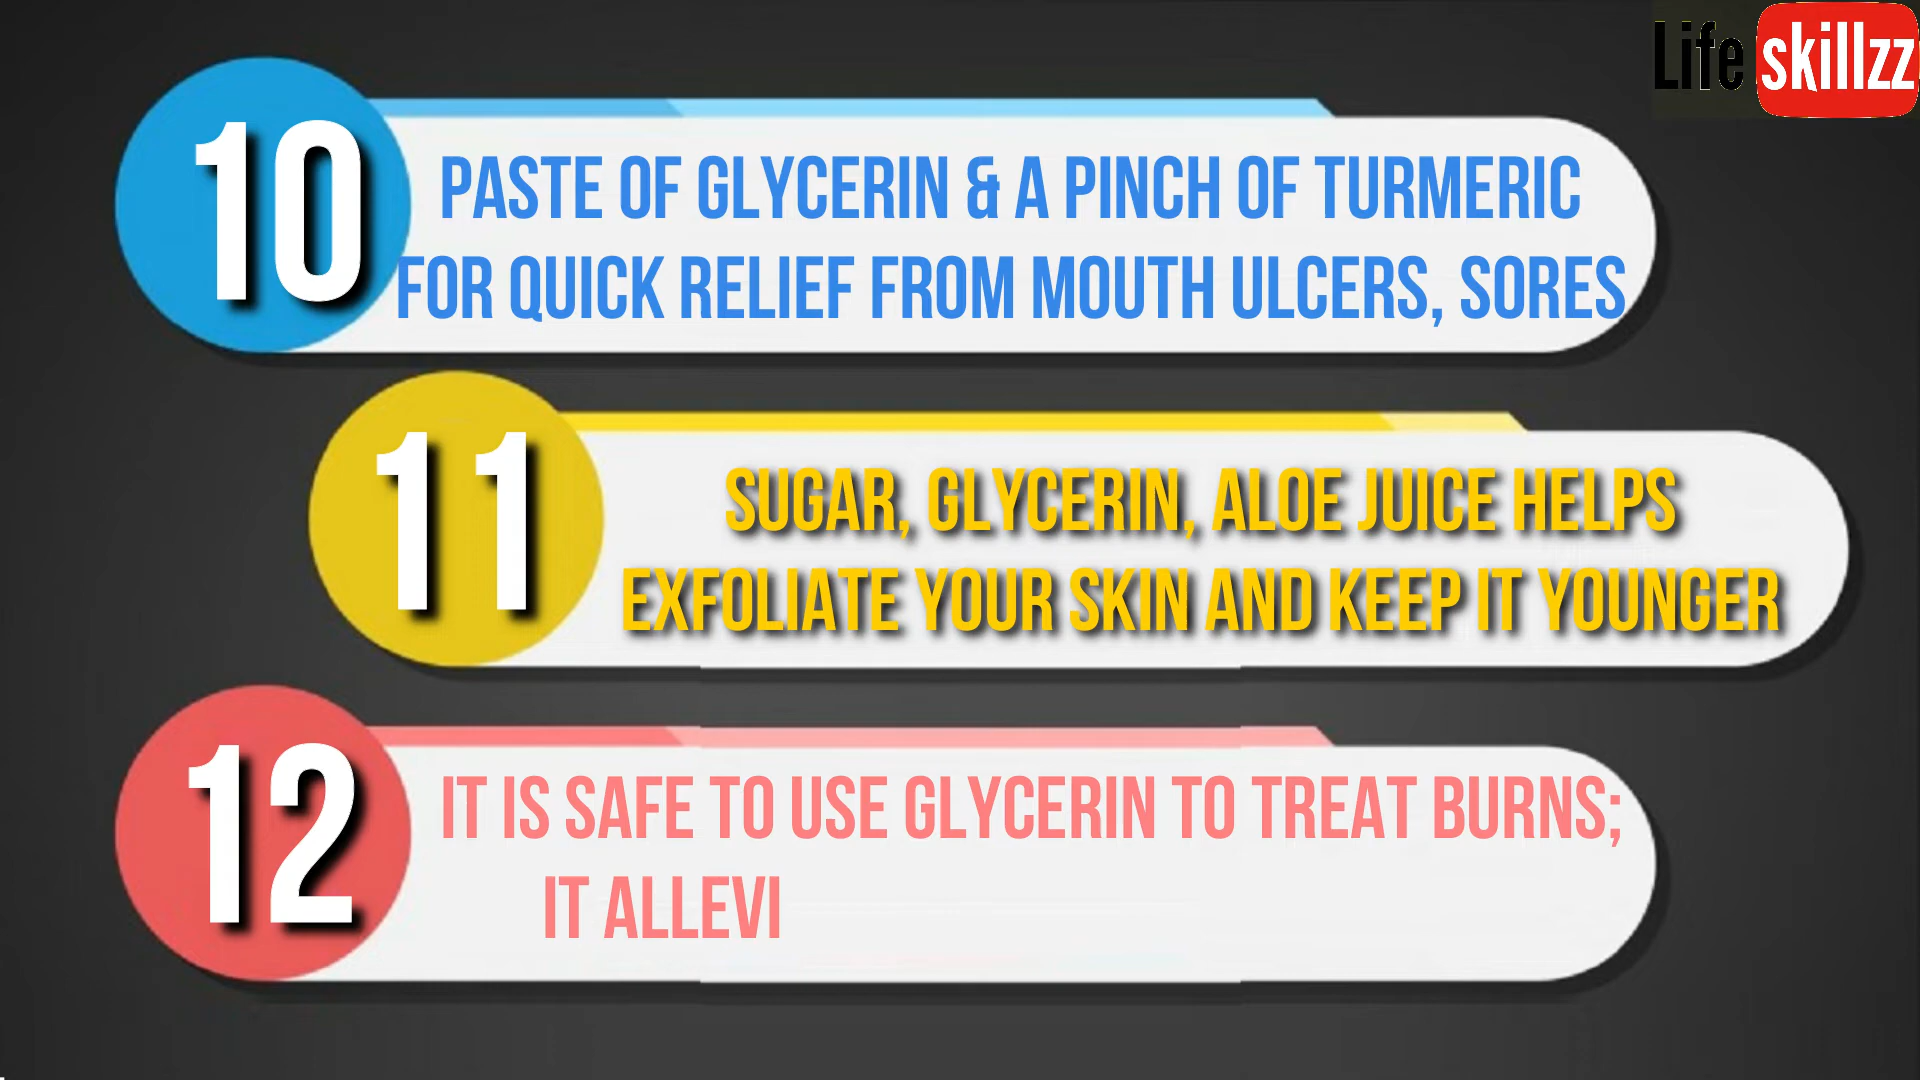 Life skillzz
10
PASTE OF GLYCERIN & A PINCH OF TURMERIC
FOR QUICK RELIEF FROM MOUTH ULCERS, SORES
11
SUGAR, GLYCERIN, ALOE JUICE HELPS
EXFOLIATE YOUR SKIN AND KEEP IT YOUNGER
12
IT IS SAFE TO USE GLYCERIN TO TREAT BURNS;
IT ALLEVI